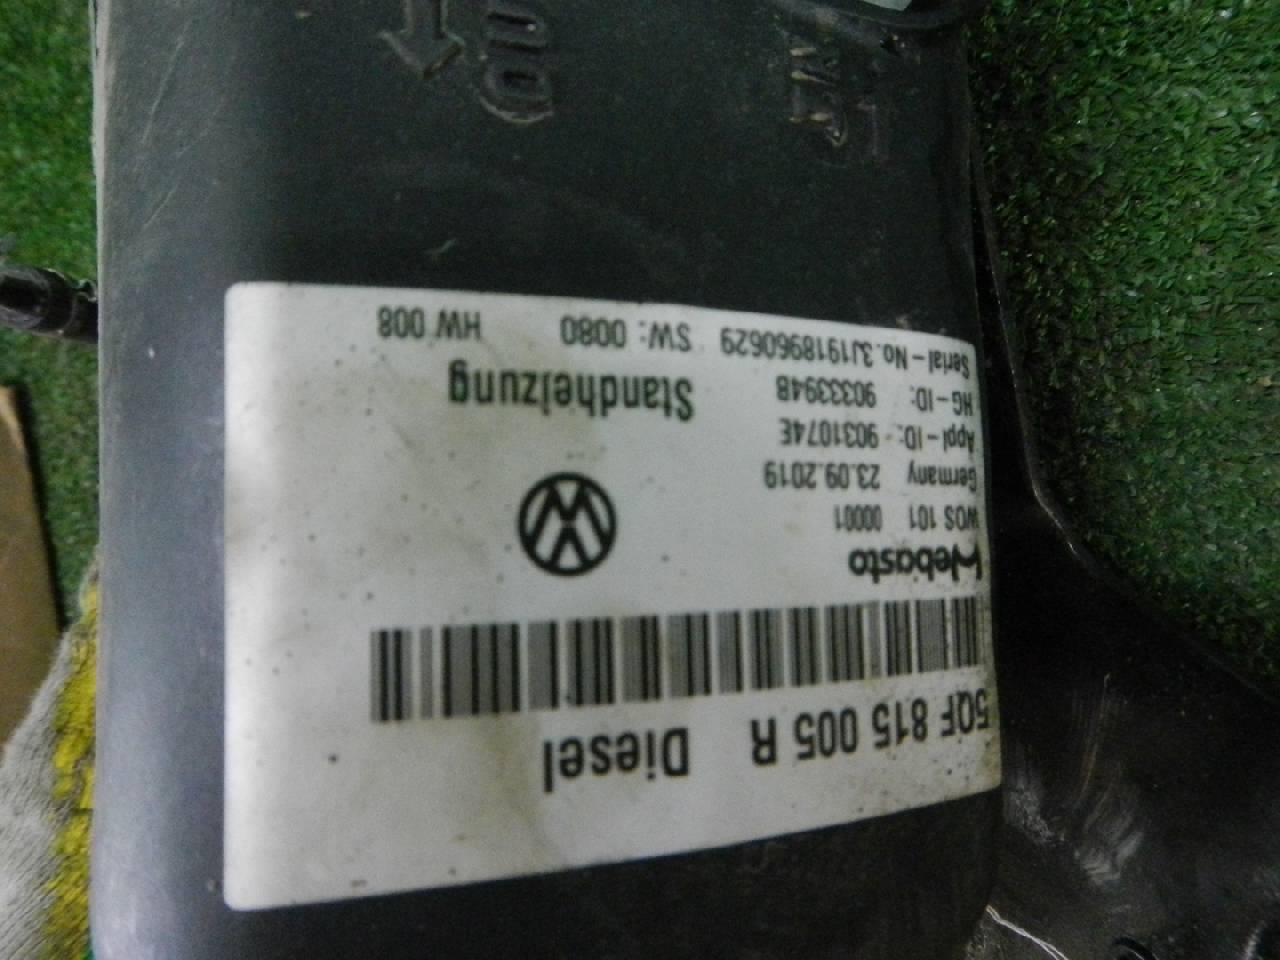 5QF 815 005 R Diesel
Webasto
WOS 101 00001
Germany 23.09.2019
Appl-ID: 9031074E
HG-ID: 9033394B Standheizung
Serial-No.3J1918960629 SW: 0080 HW 008